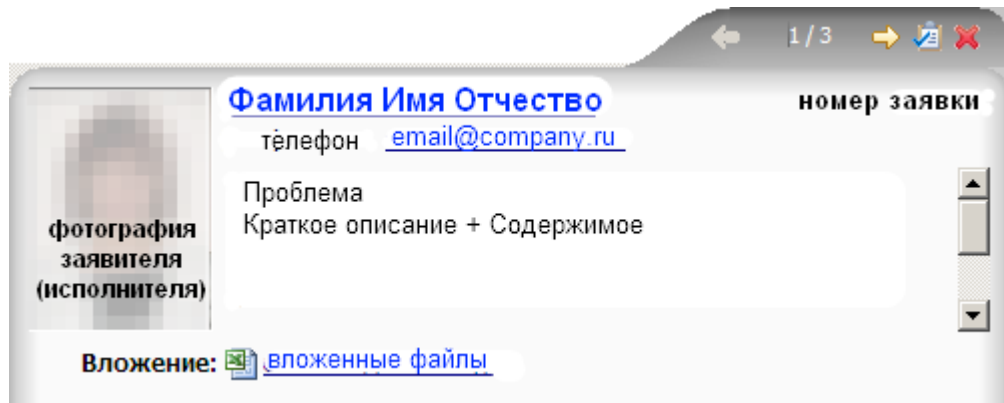 1/3
Фамилия Имя Отчество
номер заявки
телефон email@company.ru
Проблема
Краткое описание + Содержимое
фотография
заявителя
(исполнителя)
Вложение: вложенные файлы